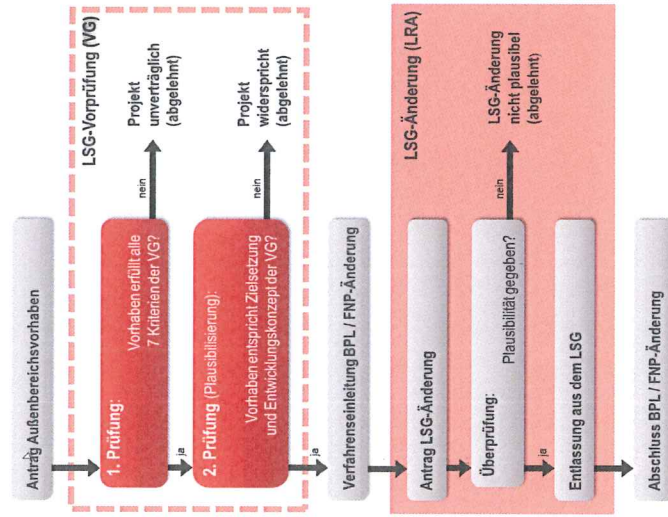 Antrag Außenbereichsvorhaben
LSG-Vorprüfung (VG)
1. Prüfung:
Vorhaben erfüllt alle
7 Kriterien der VG?
nein
Projekt
unverträglich
(abgelehnt)
ja
2. Prüfung (Plausibilisierung):
Vorhaben entspricht Zielsetzung
und Entwicklungskonzept der VG?
nein
Projekt
widerspricht
(abgelehnt)
ja
Verfahrenseinleitung BPL / FNP-Änderung
LSG-Änderung (LRA)
Antrag LSG-Änderung
Überprüfung:
Plausibilität gegeben?
nein
LSG-Änderung
nicht plausibel
(abgelehnt)
ja
Entlassung aus dem LSG
Abschluss BPL / FNP-Änderung